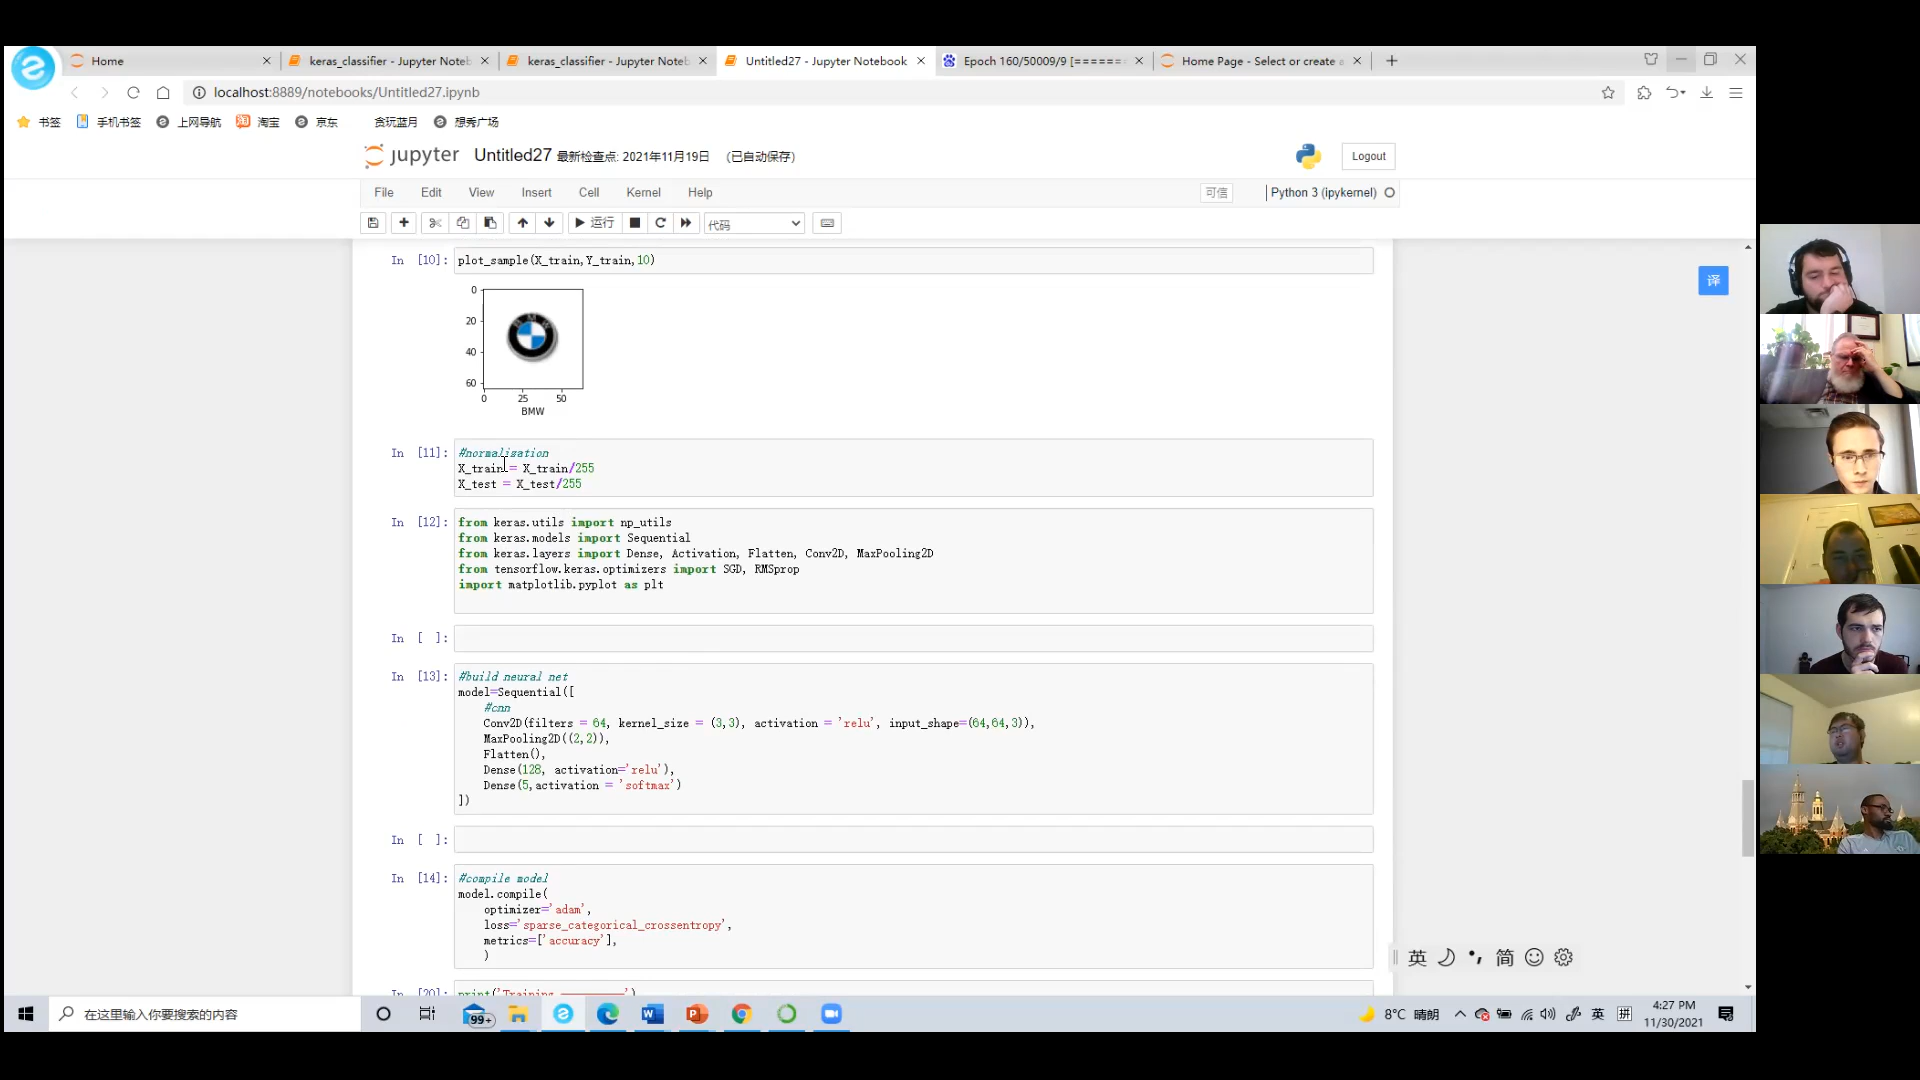 Home
keras_classifier - Jupyter Noteb
keras_classifier - Jupyter Noteb
Untitled27 - Jupyter Notebook
Epoch 160/50009/9 [======
Home Page - Select or create a
localhost:8889/notebooks/Untitled27.ipynb
书签
手机书签
上网导航
淘宝
京东
贪玩蓝月
想秀广场
jupyter
Untitled27 最新检查点: 2021年11月19日 (已自动保存)
Logout
File Edit View Insert Cell Kernel Help
可信
Python 3 (ipykernel)
运行
代码
译
In [10]: plot_sample(X_train,Y_train,10)
0
20
40
60
0 25 50
BMW
In [11]: #normalisation
X_train = X_train/255
X_test = X_test/255
In [12]: from keras.utils import np_utils
from keras.models import Sequential
from keras.layers import Dense, Activation, Flatten, Conv2D, MaxPooling2D
from tensorflow.keras.optimizers import SGD, RMSprop
import matplotlib.pyplot as plt
In [ ]:
In [13]: #build neural net
model=Sequential([
#cnn
Conv2D(filters = 64, kernel_size = (3,3), activation = 'relu', input_shape=(64,64,3)),
MaxPooling2D((2,2)),
Flatten(),
Dense(128, activation='relu'),
Dense(5,activation = 'softmax')
])
In [ ]:
In [14]: #compile model
model.compile(
optimizer='adam',
loss='sparse_categorical_crossentropy',
metrics=['accuracy'],
)
In [20]: print('Training ----------')
英 简
在这里输入你要搜索的内容
99+
8°C 晴朗
英
拼
4:27 PM
11/30/2021